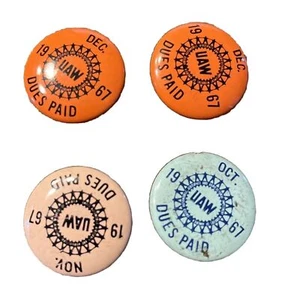 19 DEC. 67
UAW
DUES PAID
19 DEC. 67
UAW
DUES PAID
19 NOV. 67
UAW
DUES PAID
19 OCT 67
UAW
DUES PAID